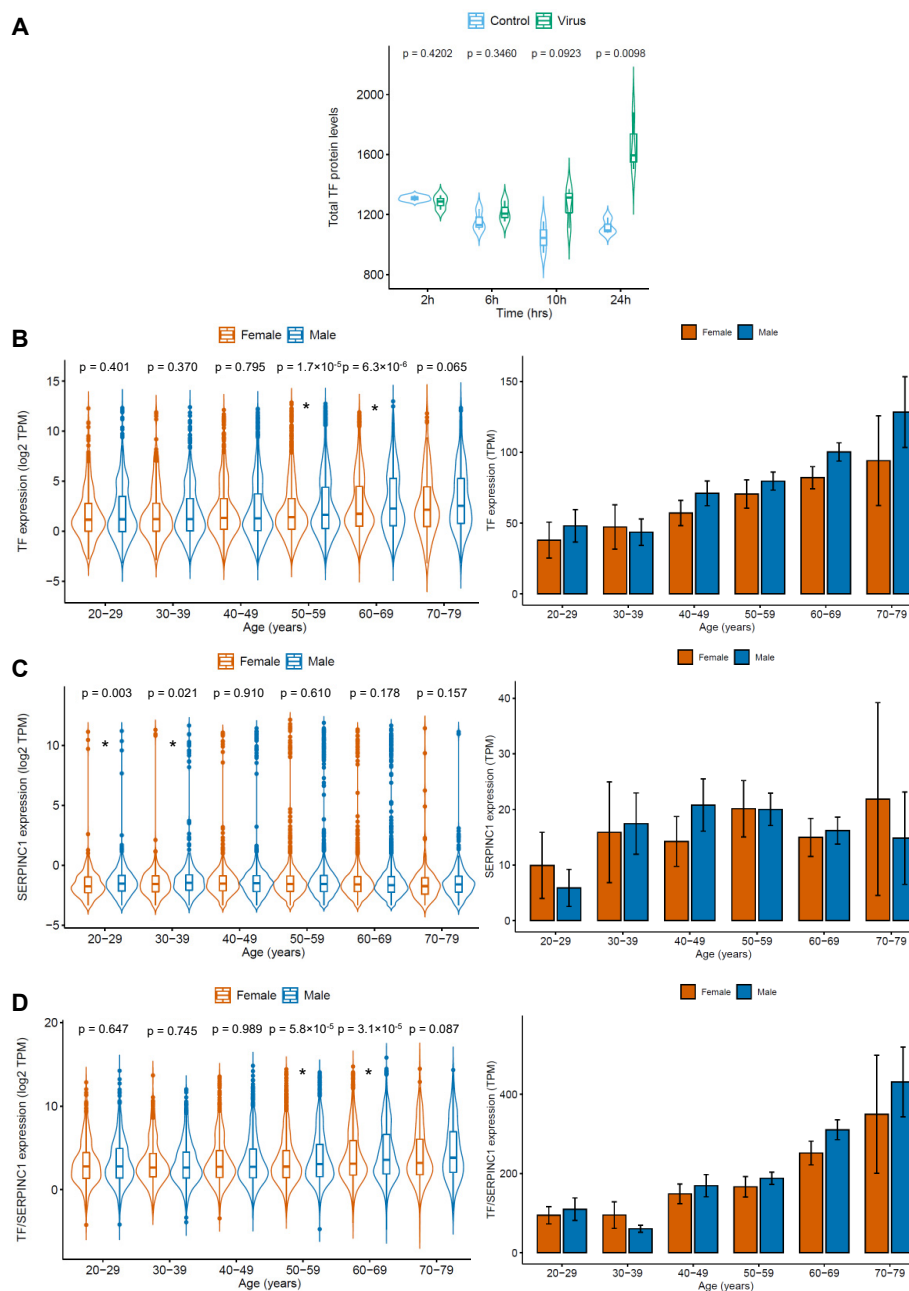 A
Control Virus
p = 0.4202 p = 0.3460 p = 0.0923 p = 0.0098
Total TF protein levels
2000
1600
1200
800
2h 6h 10h 24h
Time (hrs)
B
Female Male
p = 0.401 p = 0.370 p = 0.795 p = 1.7×10-5 p = 6.3×10-6 p = 0.065
* *
TF expression (log2 TPM)
15
10
5
0
−5
20−29 30−39 40−49 50−59 60−69 70−79
Age (years)
Female Male
TF expression (TPM)
150
100
50
0
20−29 30−39 40−49 50−59 60−69 70−79
Age (years)
C
Female Male
p = 0.003 p = 0.021 p = 0.910 p = 0.610 p = 0.178 p = 0.157
* *
SERPINC1 expression (log2 TPM)
10
5
0
−5
20−29 30−39 40−49 50−59 60−69 70−79
Age (years)
Female Male
SERPINC1 expression (TPM)
40
30
20
10
0
20−29 30−39 40−49 50−59 60−69 70−79
Age (years)
D
Female Male
p = 0.647 p = 0.745 p = 0.989 p = 5.8×10-5 p = 3.1×10-5 p = 0.087
* *
TF/SERPINC1 expression (log2 TPM)
20
10
0
20−29 30−39 40−49 50−59 60−69 70−79
Age (years)
Female Male
TF/SERPINC1 expression (TPM)
400
200
0
20−29 30−39 40−49 50−59 60−69 70−79
Age (years)